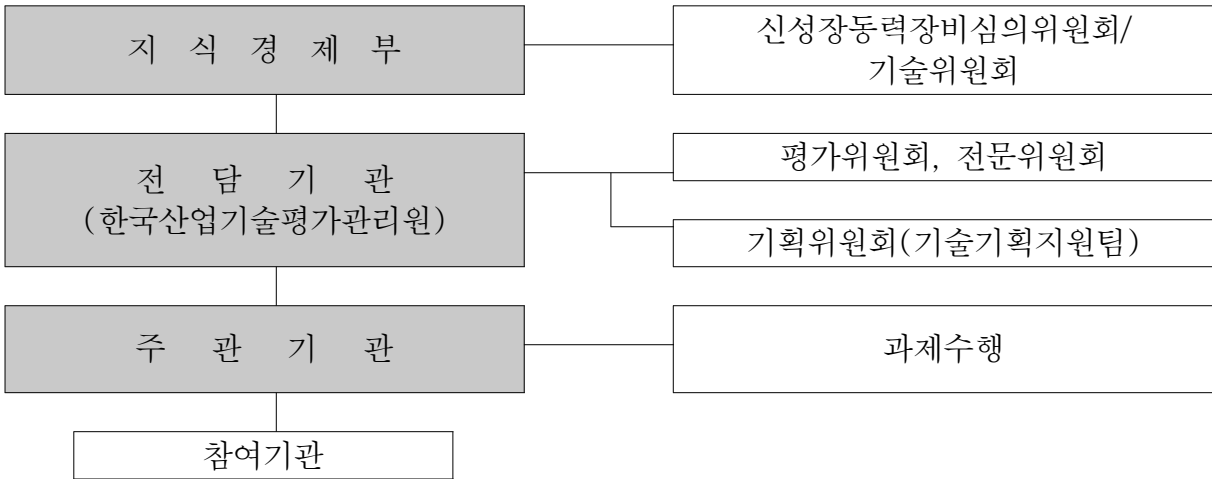 지 식 경 제 부
신성장동력장비심의위원회/
기술위원회
전 담 기 관
(한국산업기술평가관리원)
평가위원회, 전문위원회
기획위원회(기술기획지원팀)
주 관 기 관
과제수행
참여기관